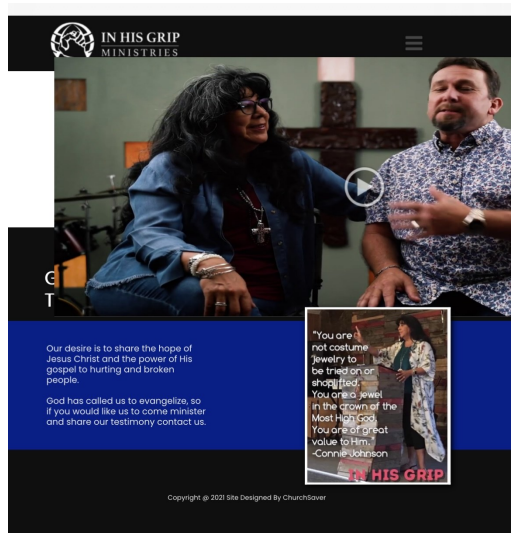 IN HIS GRIP
MINISTRIES
G
T
Our desire is to share the hope of
Jesus Christ and the power of His
gospel to hurting and broken
people.
God has called us to evangelize, so
if you would like us to come minister
and share our testimony contact us.
"You are
not costume
jewelry to
be tried on or
shoplifted.
You are a jewel
in the crown of the
Most High God.
You are of great
value to Him."
-Connie Johnson
IN HIS GRIP
Copyright @ 2021 Site Designed By ChurchSaver